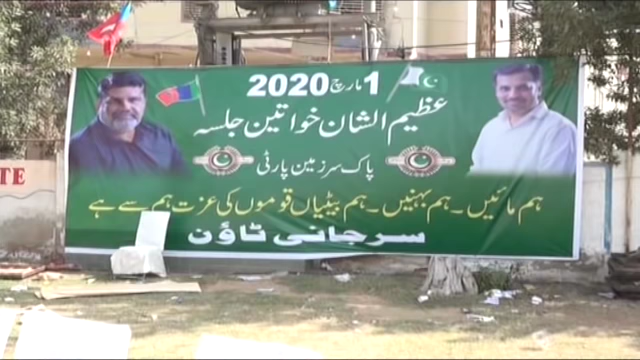 1 مارچ 2020
عظیم الشان خواتین جلسہ
پاک سرزمین پارٹی
ہم مائیں ۔ ہم بہنیں ۔ ہم بیٹیاں قوموں کی عزت ہم سے ہے
سرجانی ٹاؤن
TE